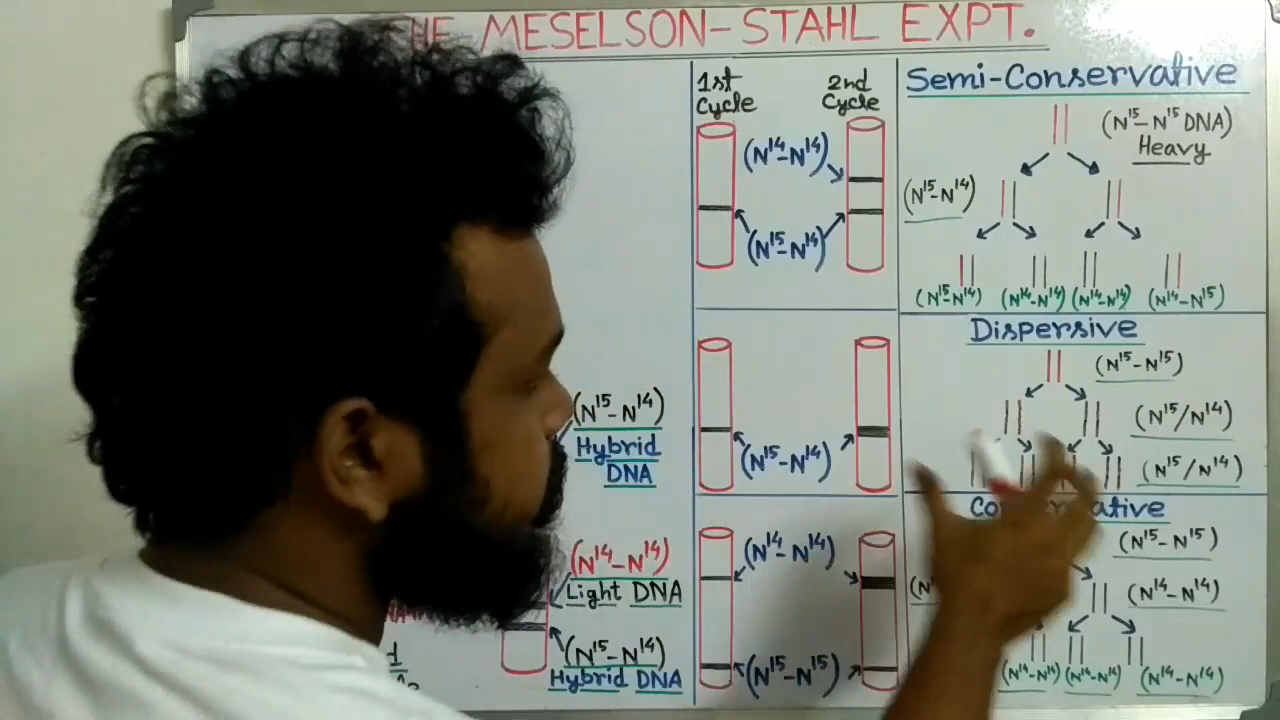 THE MESELSON-STAHL EXPT.
1st Cycle
2nd Cycle
(N¹⁴-N¹⁴)
(N¹⁵-N¹⁴)
Semi-Conservative
(N¹⁵-N¹⁵ DNA)
Heavy
(N¹⁵-N¹⁴)
(N¹⁵-N¹⁴) (N¹⁴-N¹⁴) (N¹⁴-N¹⁴) (N¹⁴-N¹⁵)
(N¹⁵-N¹⁴)
Dispersive
(N¹⁵-N¹⁵)
(N¹⁵/N¹⁴)
(N¹⁵/N¹⁴)
(N¹⁴-N¹⁴)
(N¹⁵-N¹⁵)
(N¹⁵-N¹⁵)
(N¹⁴-N¹⁴)
(N¹⁴-N¹⁴) (N¹⁴-N¹⁴) (N¹⁴-N¹⁴)
(N¹⁵-N¹⁴)
Hybrid
DNA
(N¹⁴-N¹⁴)
Light DNA
(N¹⁵-N¹⁴)
Hybrid DNA